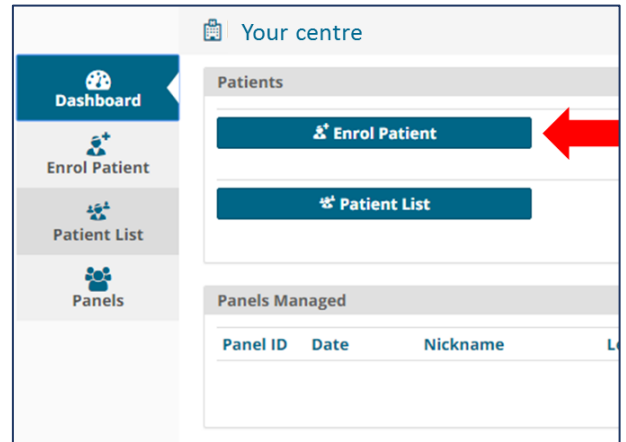 Your centre
Dashboard
Enrol Patient
Patient List
Panels
Patients
Enrol Patient
Patient List
Panels Managed
Panel ID Date Nickname